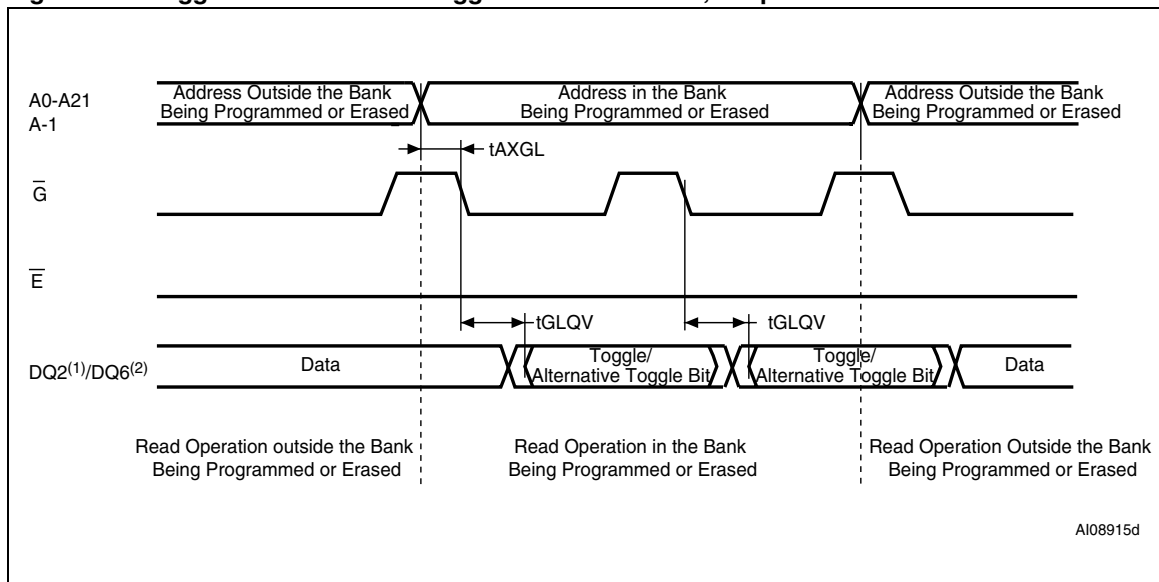 A0-A21
A-1
Address Outside the Bank
Being Programmed or Erased
Address in the Bank
Being Programmed or Erased
Address Outside the Bank
Being Programmed or Erased
tAXGL
G
E
tGLQV
tGLQV
DQ2(1)/DQ6(2)
Data
Toggle/
Alternative Toggle Bit
Toggle/
Alternative Toggle Bit
Data
Read Operation outside the Bank
Being Programmed or Erased
Read Operation in the Bank
Being Programmed or Erased
Read Operation Outside the Bank
Being Programmed or Erased
AI08915d